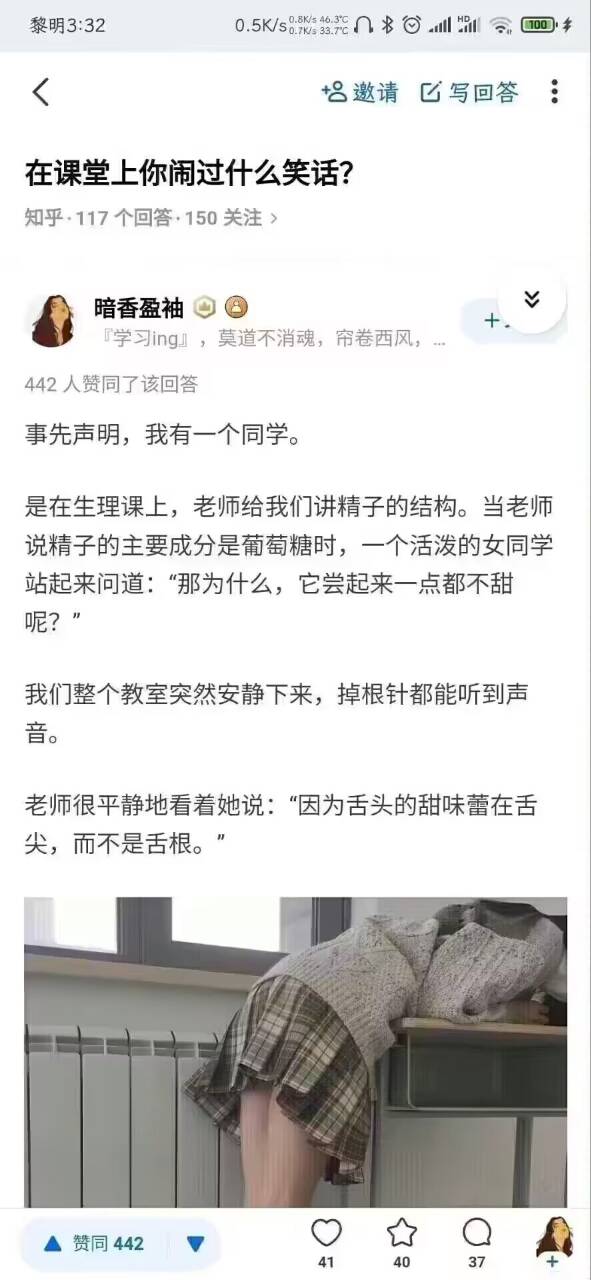 黎明3:32
0.5K/s 0.8K/s 46.3℃
0.7K/s 33.7℃
HD
100
邀请 写回答
在课堂上你闹过什么笑话？
知乎 · 117 个回答 · 150 关注 >
暗香盈袖
『学习ing』，莫道不消魂，帘卷西风，...
442 人赞同了该回答
事先声明，我有一个同学。
是在生理课上，老师给我们讲精子的结构。当老师
说精子的主要成分是葡萄糖时，一个活泼的女同学
站起来问道：“那为什么，它尝起来一点都不甜
呢？”
我们整个教室突然安静下来，掉根针都能听到声
音。
老师很平静地看着她说：“因为舌头的甜味蕾在舌
尖，而不是舌根。”
赞同 442
41
40
37